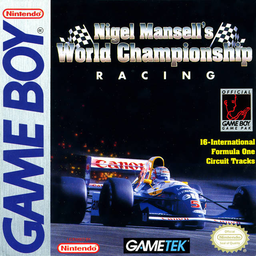 Nintendo
GAME BOY
Nigel Mansell's
World Championship
RACING
OFFICIAL
GAME BOY
GAME PAK
16-International
Formula One
Circuit Tracks
Canon
Nintendo
GAMETEK